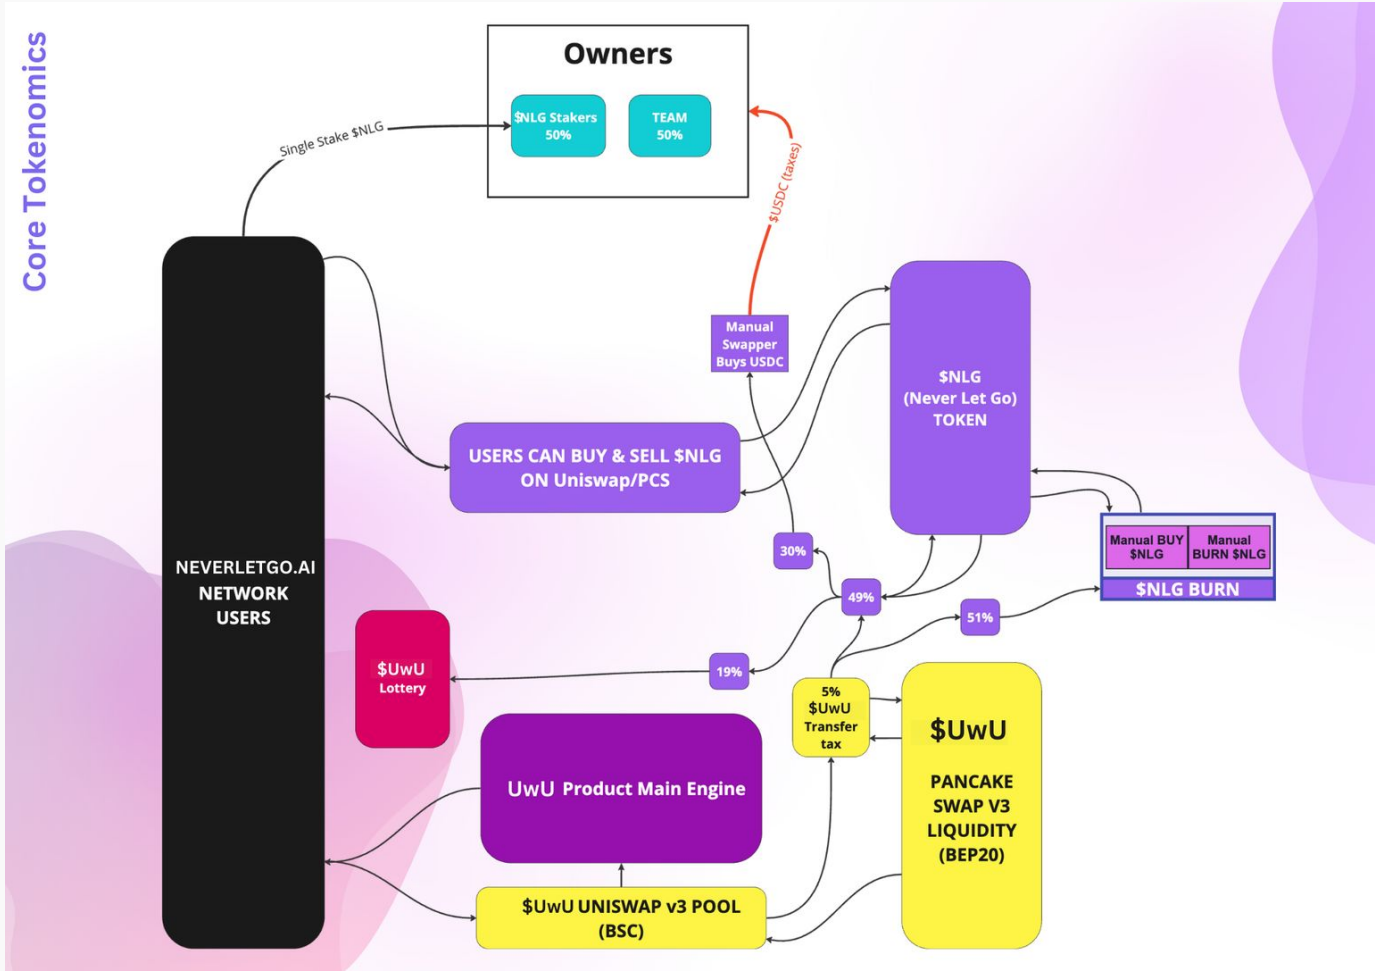 Core Tokenomics
Owners
$NLG Stakers
50%
TEAM
50%
Single Stake $NLG
$USDC (taxes)
Manual
Swapper
Buys USDC
$NLG
(Never Let Go)
TOKEN
USERS CAN BUY & SELL $NLG
ON Uniswap/PCS
Manual BUY
$NLG
Manual
BURN $NLG
$NLG BURN
30%
49%
51%
19%
NEVERLETGO.AI
NETWORK
USERS
$UwU
Lottery
5%
$UwU
Transfer
tax
$UwU
PANCAKE
SWAP V3
LIQUIDITY
(BEP20)
UwU Product Main Engine
$UwU UNISWAP v3 POOL
(BSC)